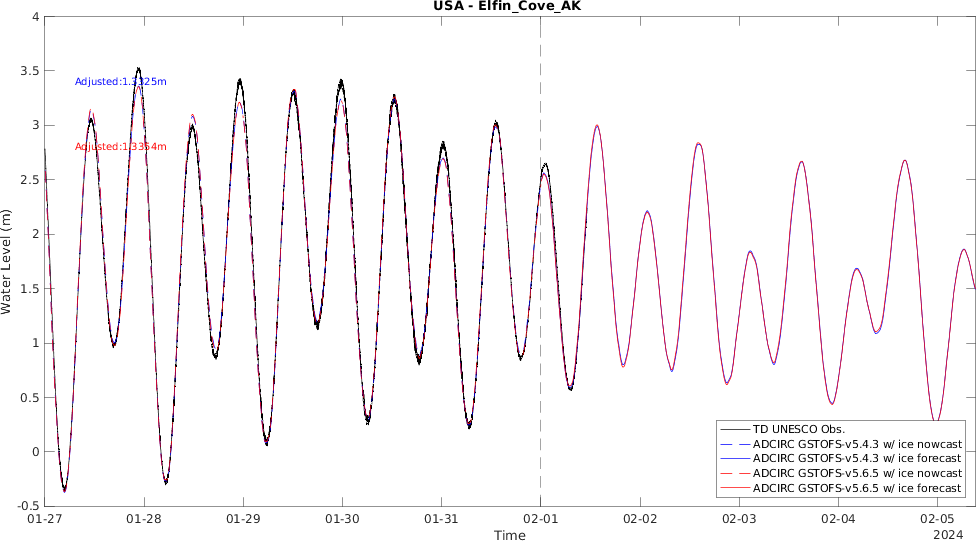 USA - Elfin_Cove_AK
4
3.5
3
2.5
2
1.5
1
0.5
0
-0.5
Water Level (m)
Adjusted:1.3325m
Adjusted:1.3354m
TD UNESCO Obs.
ADCIRC GSTOFS-v5.4.3 w/ ice nowcast
ADCIRC GSTOFS-v5.4.3 w/ ice forecast
ADCIRC GSTOFS-v5.6.5 w/ ice nowcast
ADCIRC GSTOFS-v5.6.5 w/ ice forecast
01-27 01-28 01-29 01-30 01-31 02-01 02-02 02-03 02-04 02-05
Time
2024